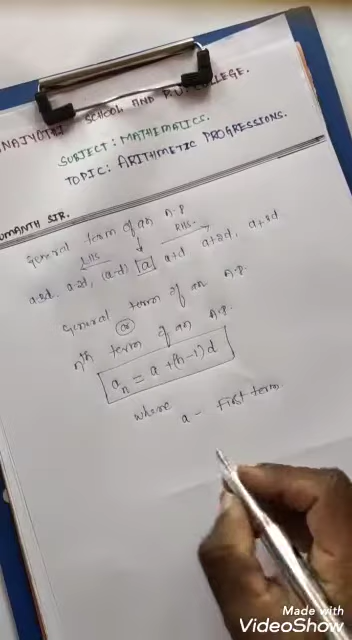 SCHOOL AND P.U COLLEGE.
SUBJECT: MATHEMATICS.
TOPIC: ARITHMETIC PROGRESSIONS.
SIR.
General term of an A.P
LHS RHS
a-3d, a-2d, (a-d) a a+d a+2d, a+3d
General term of an A.P.
(or)
nth term of an A.P.
an = a + (n-1)d
where
a - First term
Made with
VideoShow